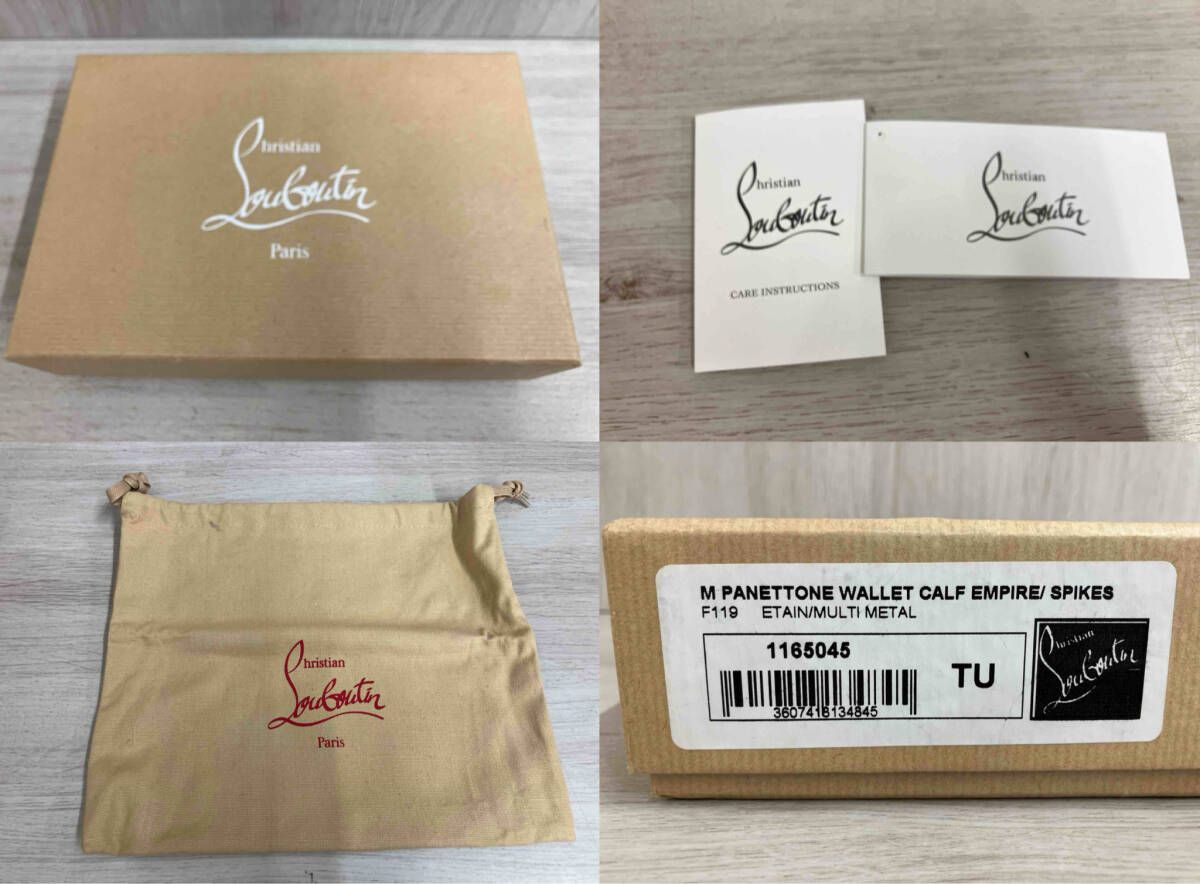 Christian
Louboutin
Paris
Christian
Louboutin
CARE INSTRUCTIONS
Christian
Louboutin
Christian
Louboutin
Paris
M PANETTONE WALLET CALF EMPIRE/ SPIKES
F119 ETAIN/MULTI METAL
1165045
TU
3607418134845
Louboutin